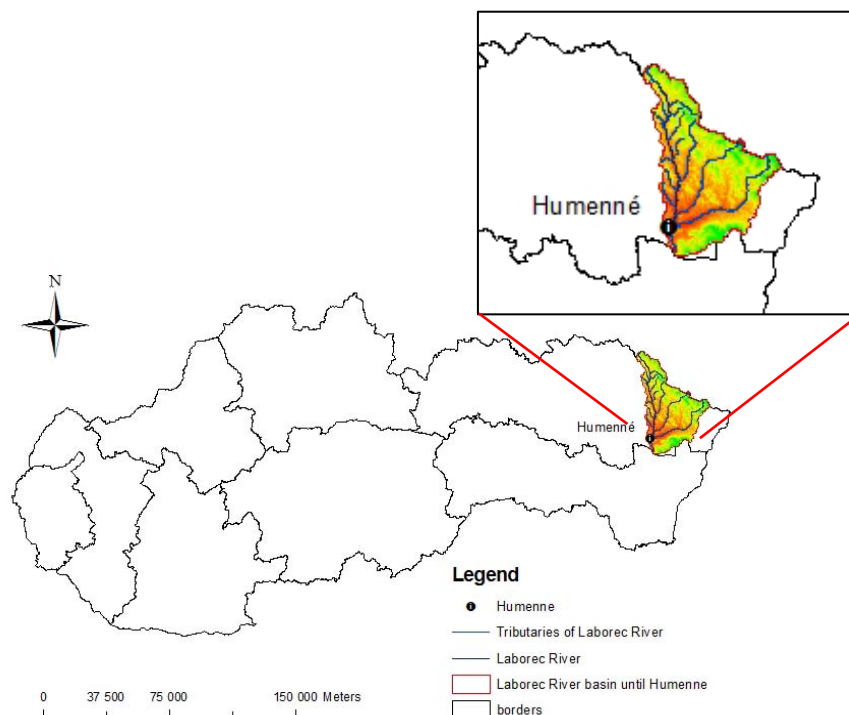 Humenné
N
Humenné
Legend
Humenne
Tributaries of Laborec River
Laborec River
Laborec River basin until Humenne
borders
0 37 500 75 000 150 000 Meters